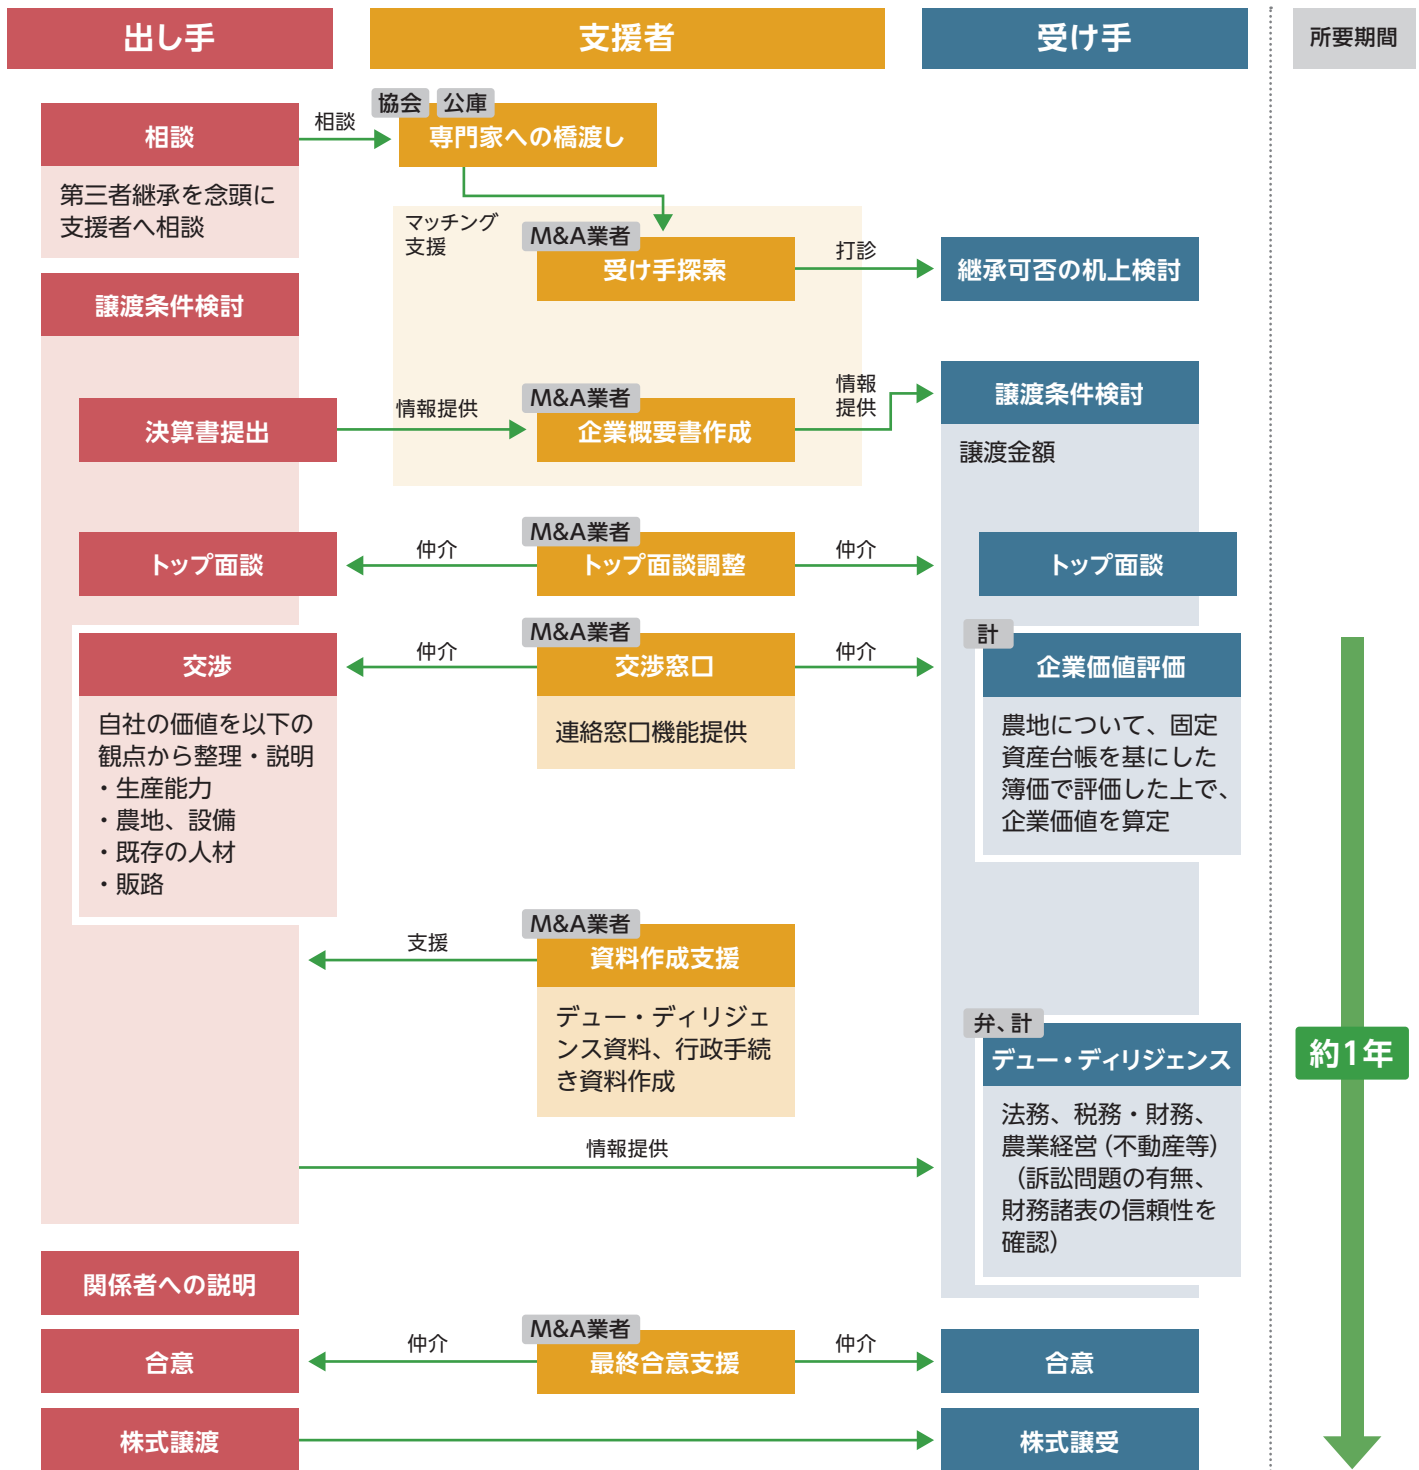 出し手
支援者
受け手
所要期間
協会
公庫
相談
相談
専門家への橋渡し
第三者継承を念頭に
支援者へ相談
マッチング
支援
M&A業者
受け手探索
打診
継承可否の机上検討
譲渡条件検討
決算書提出
情報提供
M&A業者
企業概要書作成
情報
提供
譲渡条件検討
譲渡金額
トップ面談
仲介
M&A業者
トップ面談調整
仲介
トップ面談
交渉
仲介
M&A業者
交渉窓口
仲介
計
企業価値評価
自社の価値を以下の
観点から整理・説明
・生産能力
・農地、設備
・既存の人材
・販路
連絡窓口機能提供
農地について、固定
資産台帳を基にした
簿価で評価した上で、
企業価値を算定
支援
M&A業者
資料作成支援
デュー・ディリジェ
ンス資料、行政手続
き資料作成
弁、計
デュー・ディリジェンス
法務、税務・財務、
農業経営（不動産等）
（訴訟問題の有無、
財務諸表の信頼性を
確認）
約1年
情報提供
関係者への説明
合意
仲介
M&A業者
最終合意支援
仲介
合意
株式譲渡
株式譲受